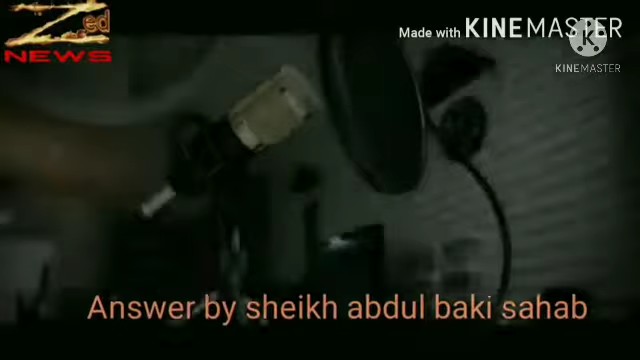 Zed
NEWS
Made with KINEMASTER
KINEMASTER
Answer by sheikh abdul baki sahab